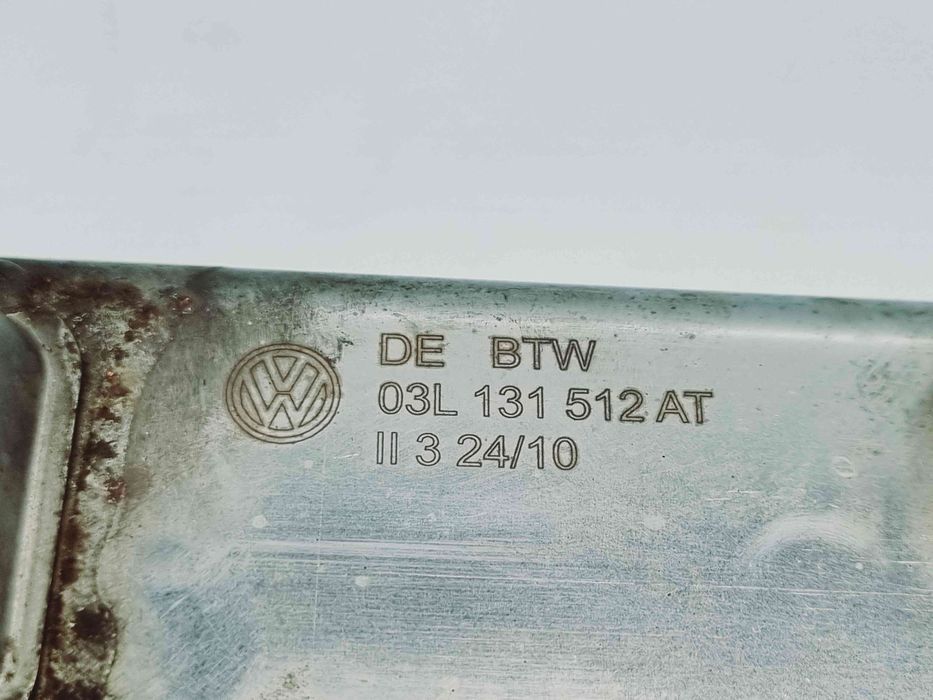 DE BTW
03L 131 512 AT
II 3 24/10